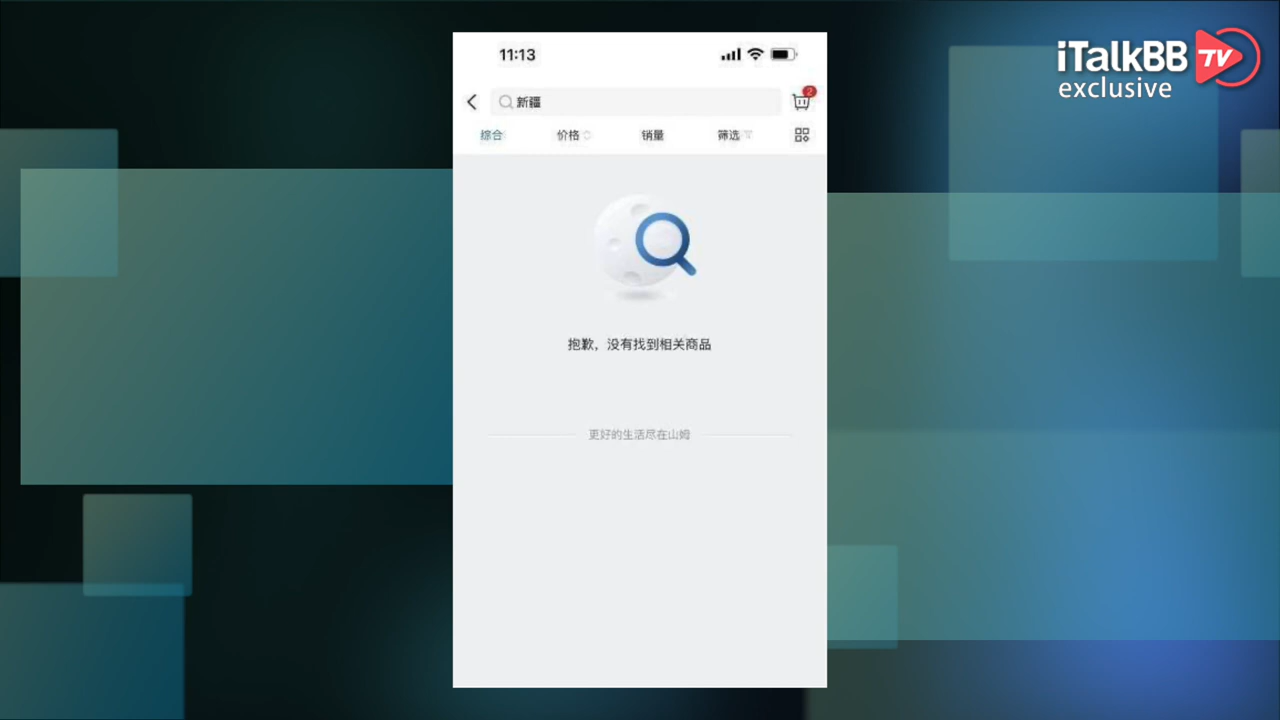 11:13
iTalkBB TV
exclusive
新疆
2
综合 价格 销量 筛选
抱歉，没有找到相关商品
更好的生活尽在山姆